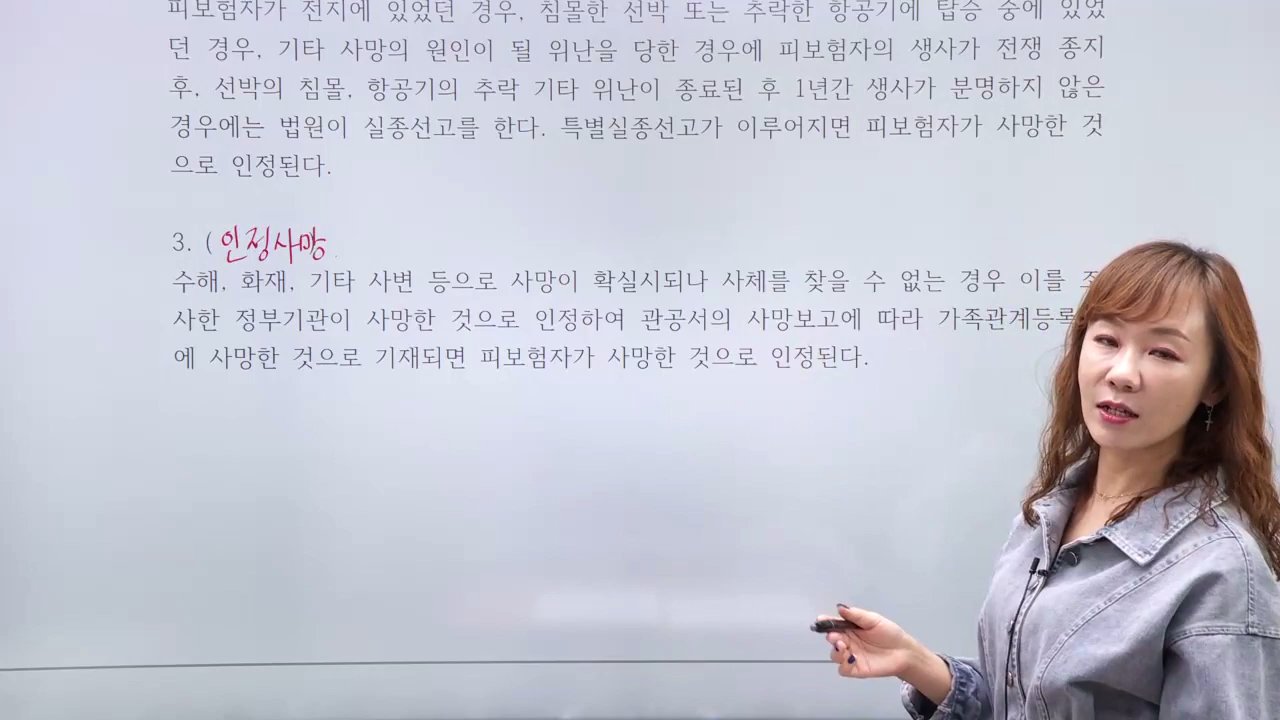 피보험자가 전지에 있었던 경우, 침몰한 선박 또는 추락한 항공기에 탑승 중에 있었
던 경우, 기타 사망의 원인이 될 위난을 당한 경우에 피보험자의 생사가 전쟁 종지
후, 선박의 침몰, 항공기의 추락 기타 위난이 종료된 후 1년간 생사가 분명하지 않은
경우에는 법원이 실종선고를 한다. 특별실종선고가 이루어지면 피보험자가 사망한 것
으로 인정된다.
3. ( 인정사망
수해, 화재, 기타 사변 등으로 사망이 확실시되나 사체를 찾을 수 없는 경우 이를
사한 정부기관이 사망한 것으로 인정하여 관공서의 사망보고에 따라 가족관계등록
에 사망한 것으로 기재되면 피보험자가 사망한 것으로 인정된다.